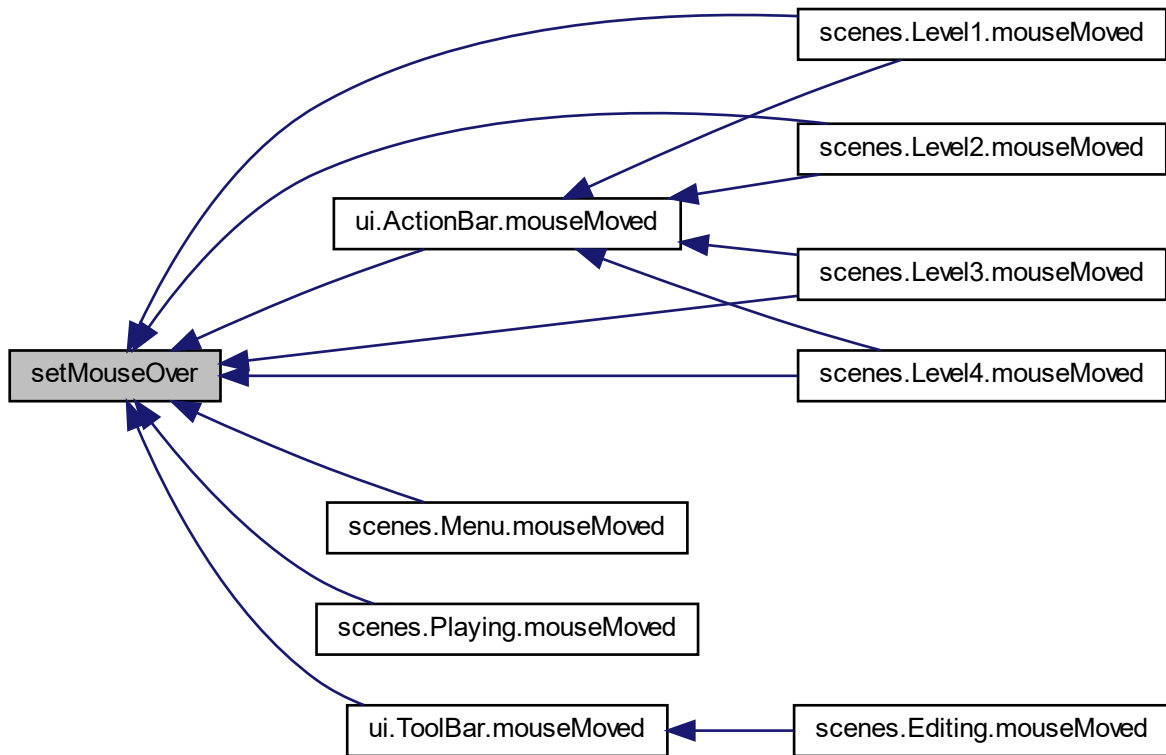 scenes.Level1.mouseMoved
scenes.Level2.mouseMoved
ui.ActionBar.mouseMoved
scenes.Level3.mouseMoved
setMouseOver
scenes.Level4.mouseMoved
scenes.Menu.mouseMoved
scenes.Playing.mouseMoved
ui.ToolBar.mouseMoved
scenes.Editing.mouseMoved